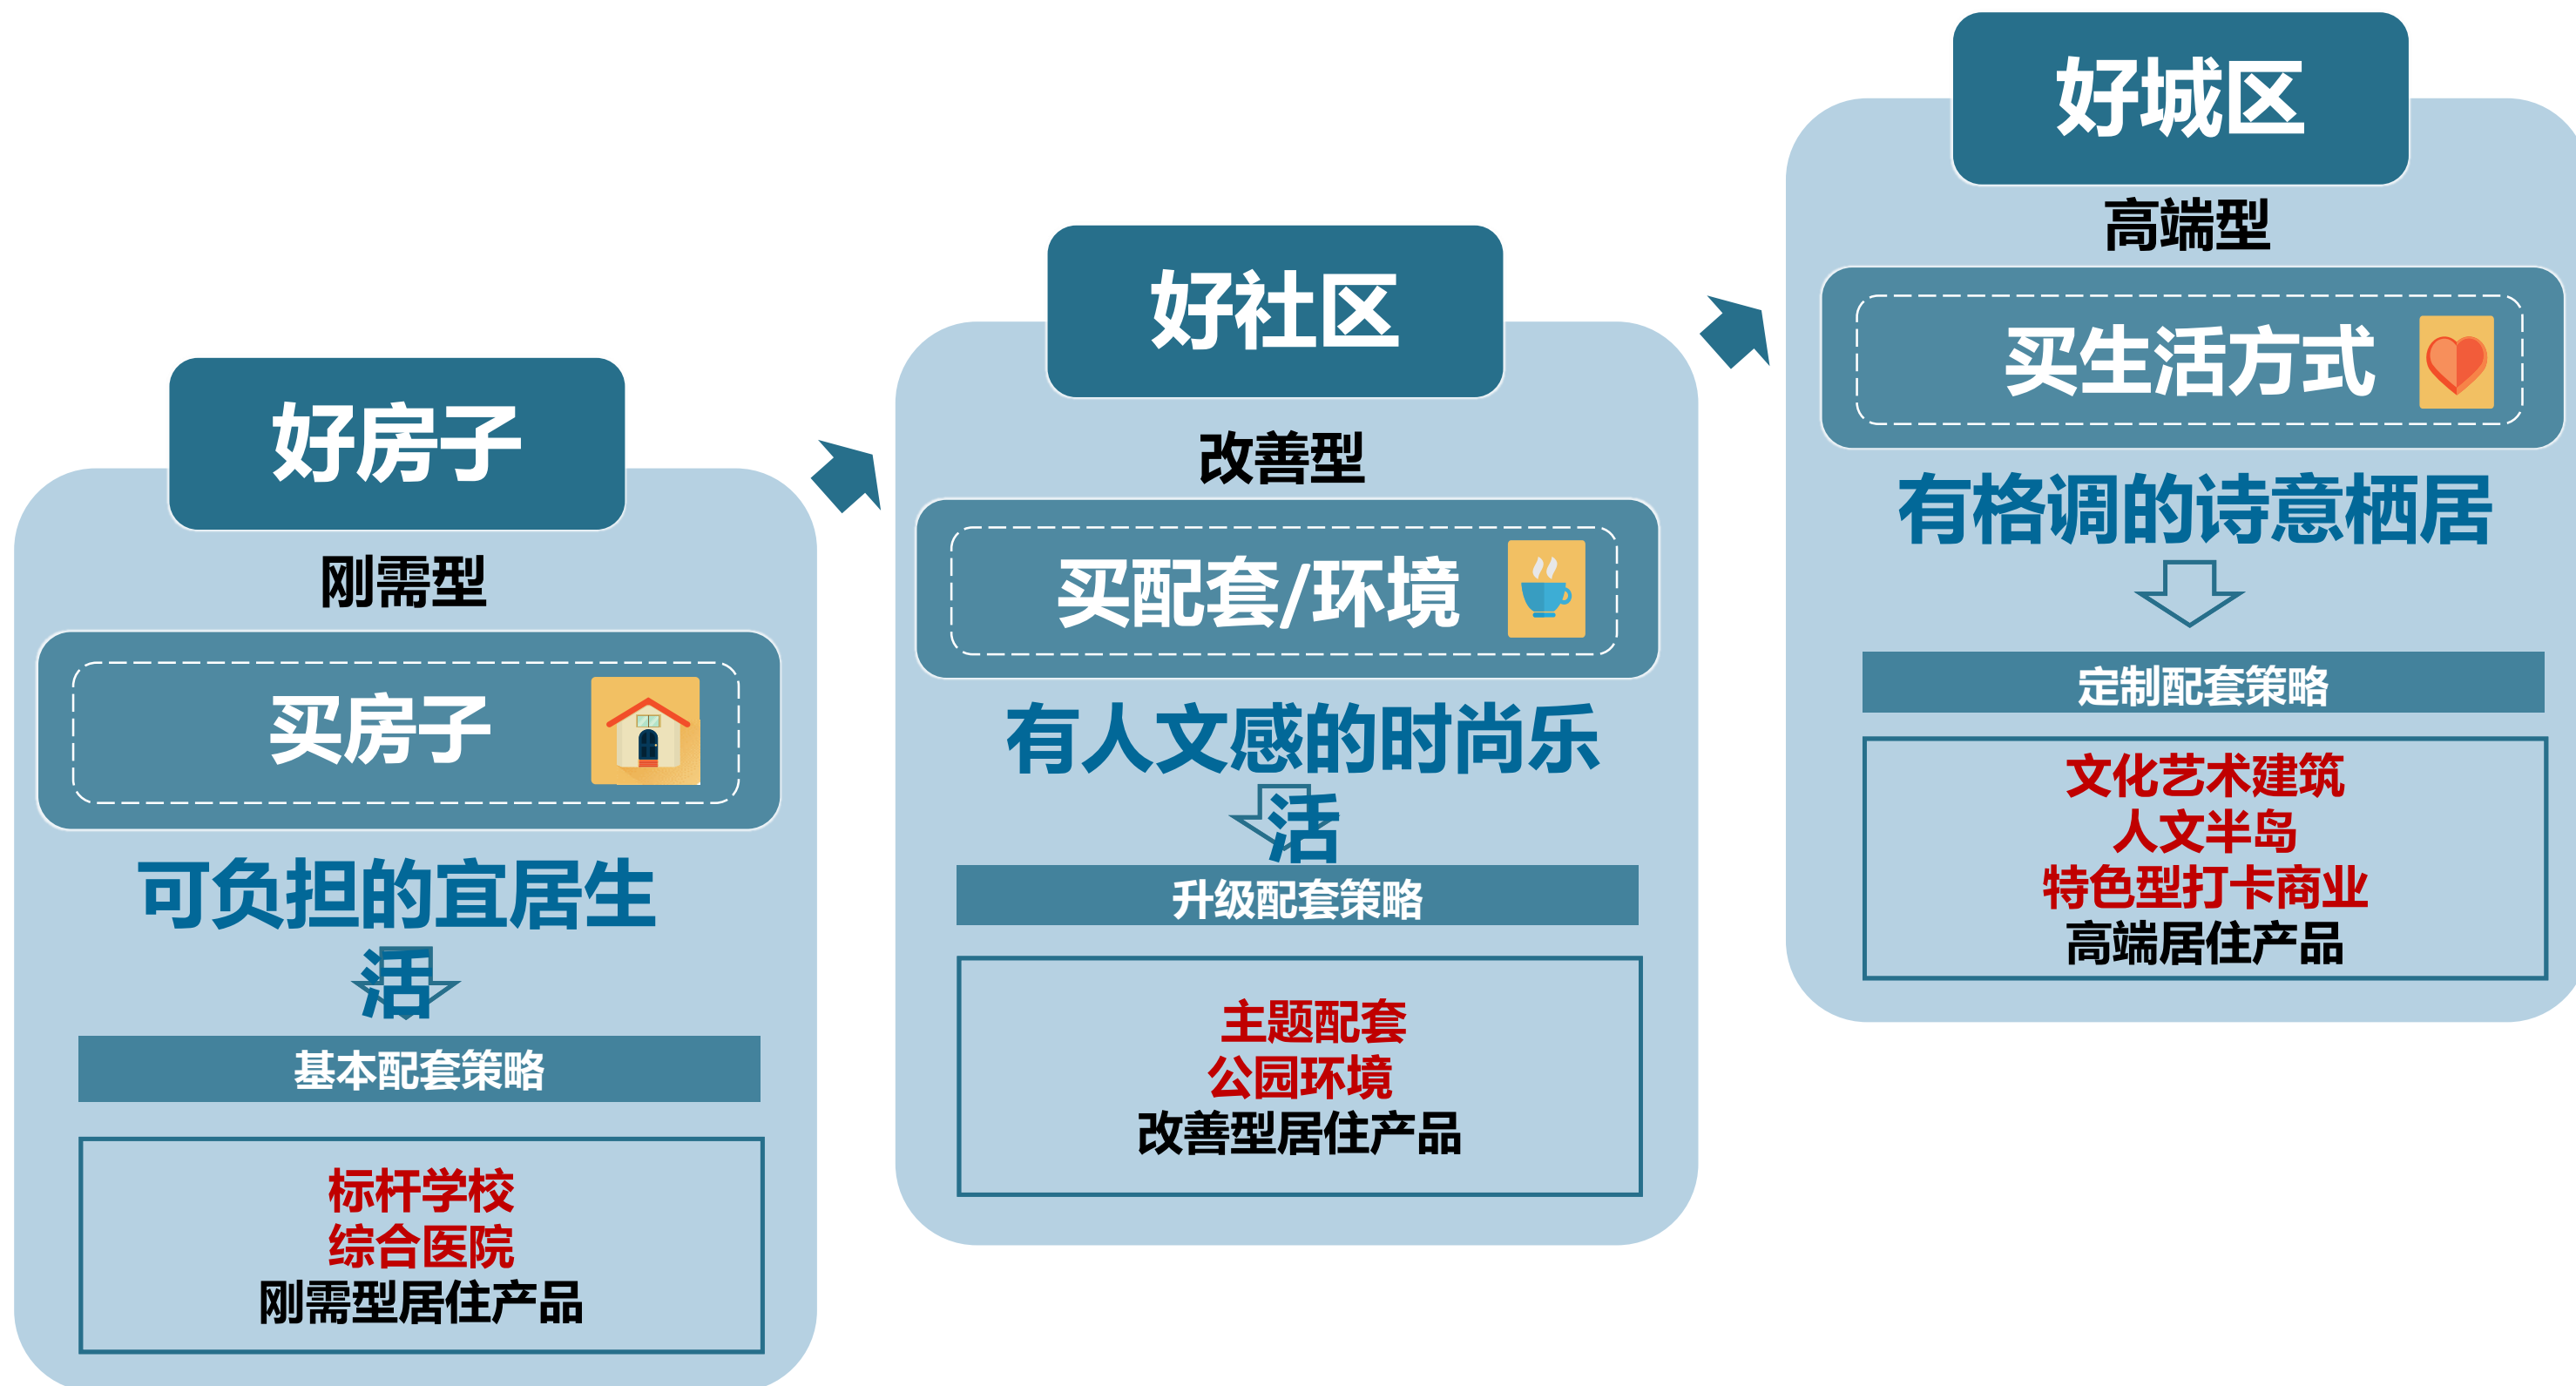 好房子
刚需型
买房子
可负担的宜居生
活
基本配套策略
标杆学校
综合医院
刚需型居住产品
好社区
改善型
买配套/环境
有人文感的时尚乐
活
升级配套策略
主题配套
公园环境
改善型居住产品
好城区
高端型
买生活方式
有格调的诗意栖居
定制配套策略
文化艺术建筑
人文半岛
特色型打卡商业
高端居住产品